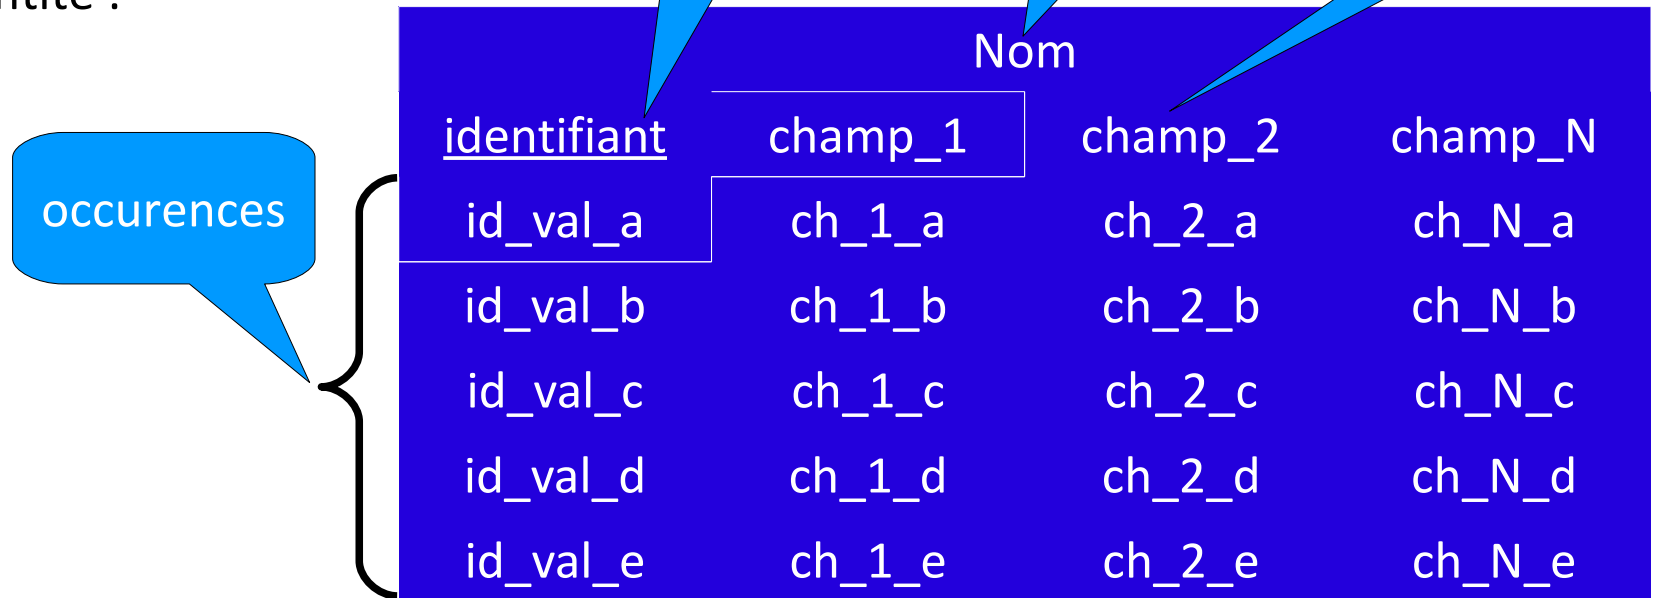 Nom
identifiant champ_1 champ_2 champ_N
occurences
id_val_a ch_1_a ch_2_a ch_N_a
id_val_b ch_1_b ch_2_b ch_N_b
id_val_c ch_1_c ch_2_c ch_N_c
id_val_d ch_1_d ch_2_d ch_N_d
id_val_e ch_1_e ch_2_e ch_N_e